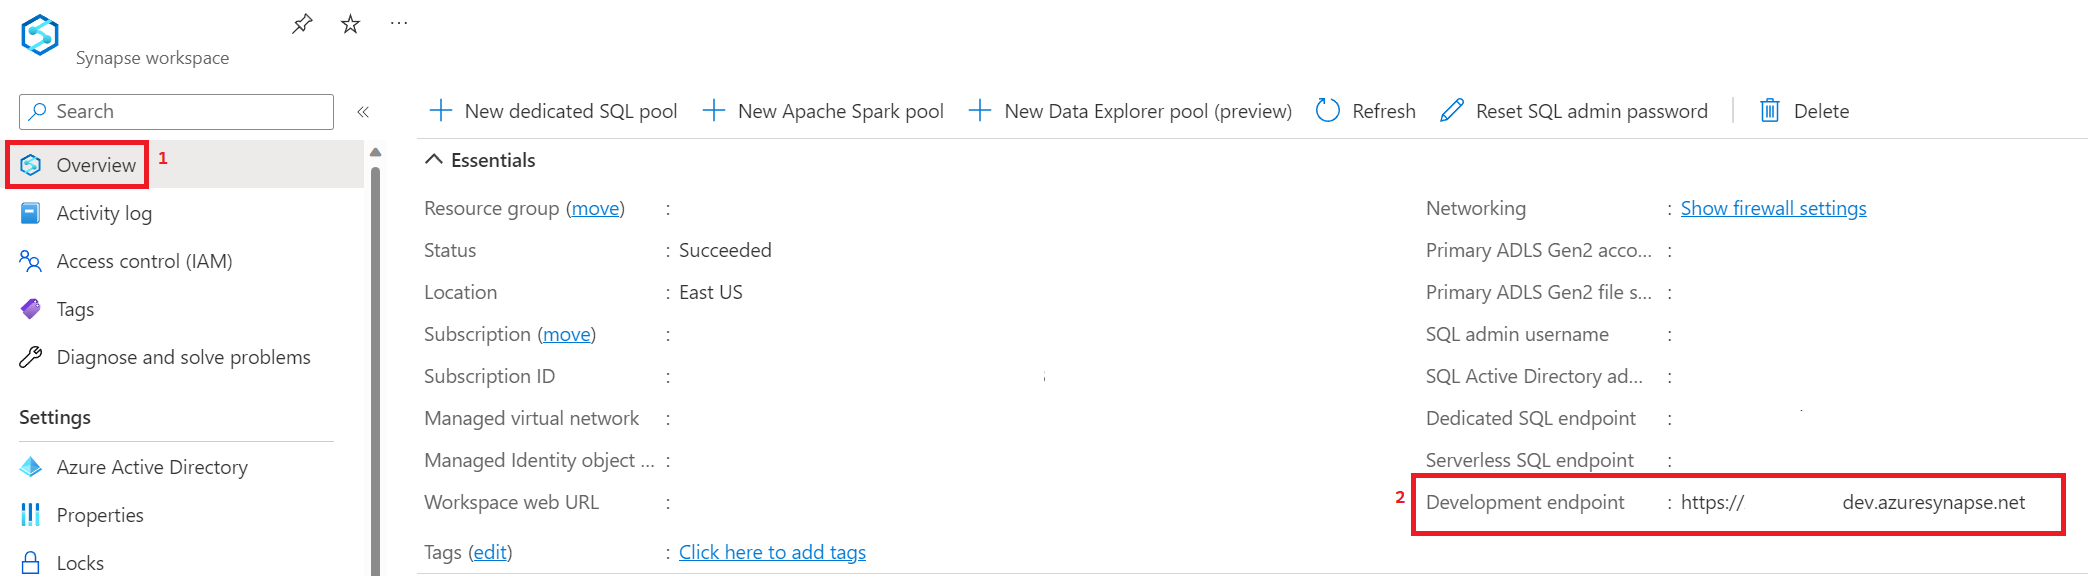 Synapse workspace
Search
Overview 1
Activity log
Access control (IAM)
Tags
Diagnose and solve problems
Settings
Azure Active Directory
Properties
Locks
New dedicated SQL pool New Apache Spark pool New Data Explorer pool (preview) Refresh Reset SQL admin password Delete
Essentials
Resource group (move) :
Status : Succeeded
Location : East US
Subscription (move) :
Subscription ID :
Managed virtual network :
Managed Identity object ... :
Workspace web URL :
Tags (edit) : Click here to add tags
Networking : Show firewall settings
Primary ADLS Gen2 acco... :
Primary ADLS Gen2 file s... :
SQL admin username :
SQL Active Directory ad... :
Dedicated SQL endpoint :
Serverless SQL endpoint :
2 Development endpoint : https:// dev.azuresynapse.net